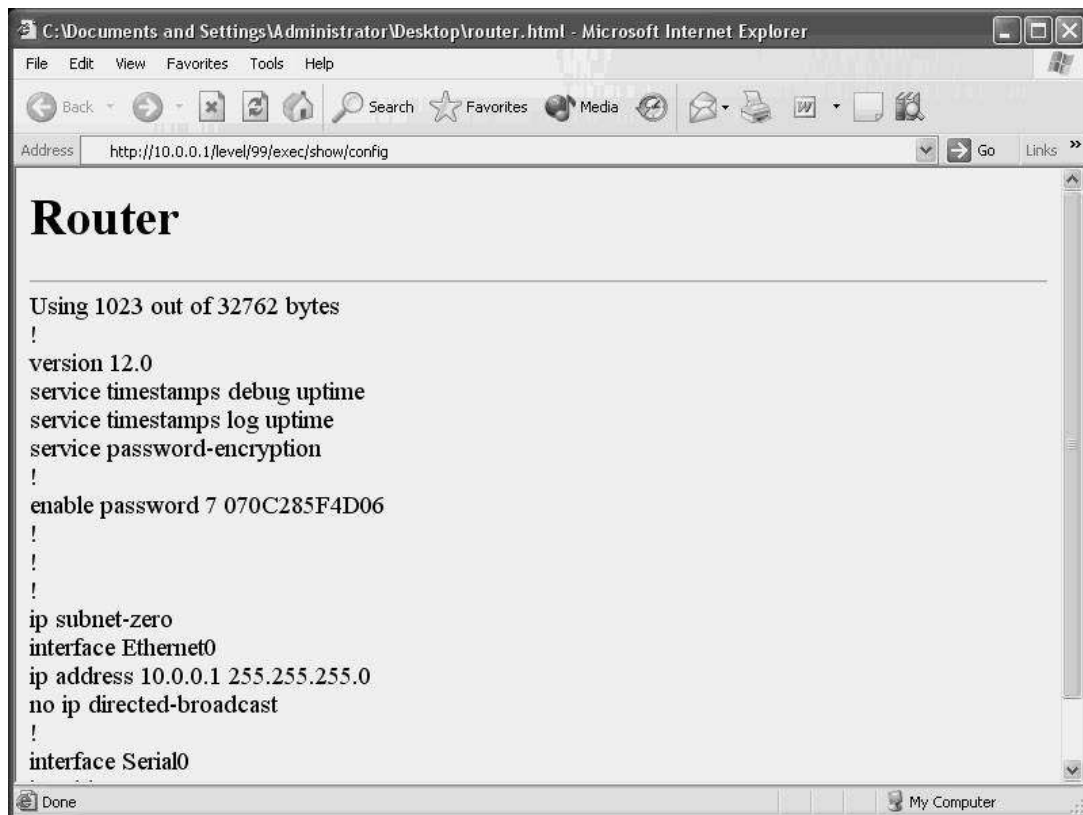 C:\Documents and Settings\Administrator\Desktop\router.html - Microsoft Internet Explorer
File Edit View Favorites Tools Help
Back Search Favorites Media
Address http://10.0.0.1/level/99/exec/show/config Go Links »
Router
Using 1023 out of 32762 bytes
!
version 12.0
service timestamps debug uptime
service timestamps log uptime
service password-encryption
!
enable password 7 070C285F4D06
!
!
!
ip subnet-zero
interface Ethernet0
ip address 10.0.0.1 255.255.255.0
no ip directed-broadcast
!
interface Serial0
Done My Computer